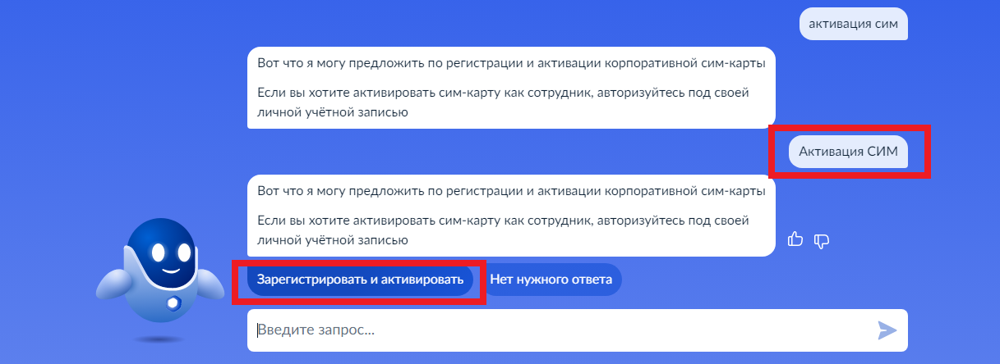 активация сим
Вот что я могу предложить по регистрации и активации корпоративной сим-карты
Если вы хотите активировать сим-карту как сотрудник, авторизуйтесь под своей
личной учётной записью
Активация СИМ
Вот что я могу предложить по регистрации и активации корпоративной сим-карты
Если вы хотите активировать сим-карту как сотрудник, авторизуйтесь под своей
личной учётной записью
Зарегистрировать и активировать Нет нужного ответа
Введите запрос...